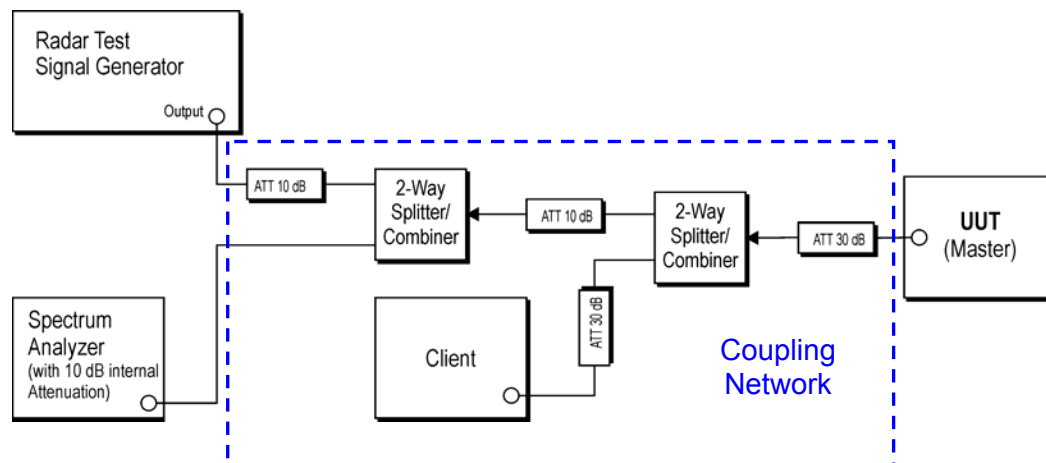 Radar Test
Signal Generator
Output
ATT 10 dB
2-Way
Splitter/
Combiner
ATT 10 dB
2-Way
Splitter/
Combiner
ATT 30 dB
UUT
(Master)
Spectrum
Analyzer
(with 10 dB internal
Attenuation)
Client
ATT 30 dB
Coupling
Network